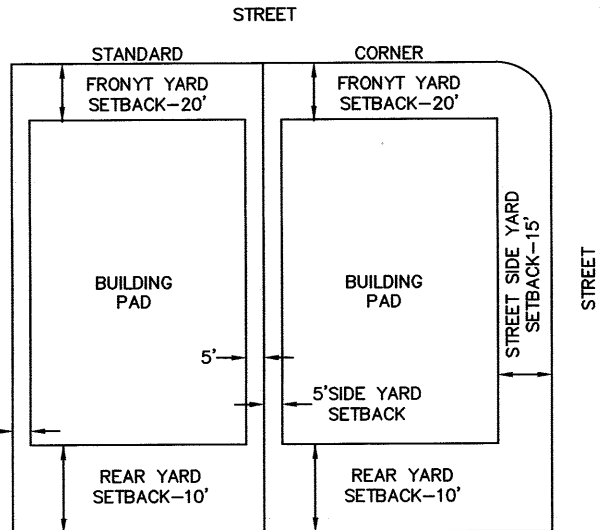 STREET
STANDARD
CORNER
FRONYT YARD
SETBACK-20'
FRONYT YARD
SETBACK-20'
STREET SIDE YARD
SETBACK-15'
STREET
BUILDING
PAD
BUILDING
PAD
5'
5'SIDE YARD
SETBACK
REAR YARD
SETBACK-10'
REAR YARD
SETBACK-10'